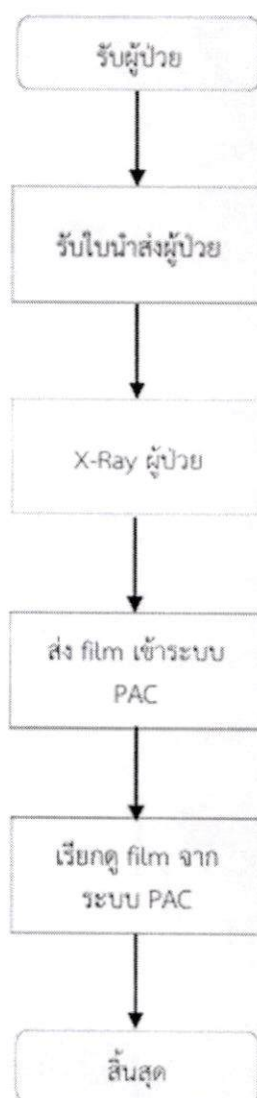 รับผู้ป่วย
รับใบนำส่งผู้ป่วย
X-Ray ผู้ป่วย
ส่ง film เข้าระบบ
PAC
เรียกดู film จาก
ระบบ PAC
สิ้นสุด